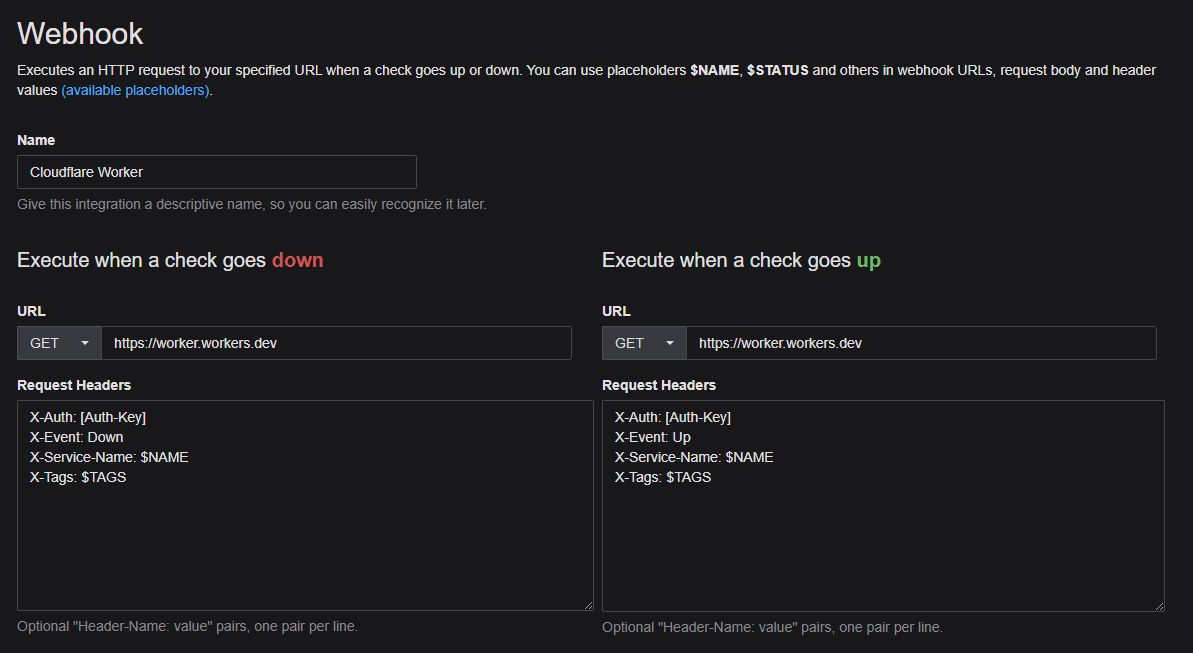 Webhook
Executes an HTTP request to your specified URL when a check goes up or down. You can use placeholders $NAME, $STATUS and others in webhook URLs, request body and header
values (available placeholders).
Name
Cloudflare Worker
Give this integration a descriptive name, so you can easily recognize it later.
Execute when a check goes down
URL
GET https://worker.workers.dev
Request Headers
X-Auth: [Auth-Key]
X-Event: Down
X-Service-Name: $NAME
X-Tags: $TAGS
Optional "Header-Name: value" pairs, one pair per line.
Execute when a check goes up
URL
GET https://worker.workers.dev
Request Headers
X-Auth: [Auth-Key]
X-Event: Up
X-Service-Name: $NAME
X-Tags: $TAGS
Optional "Header-Name: value" pairs, one pair per line.